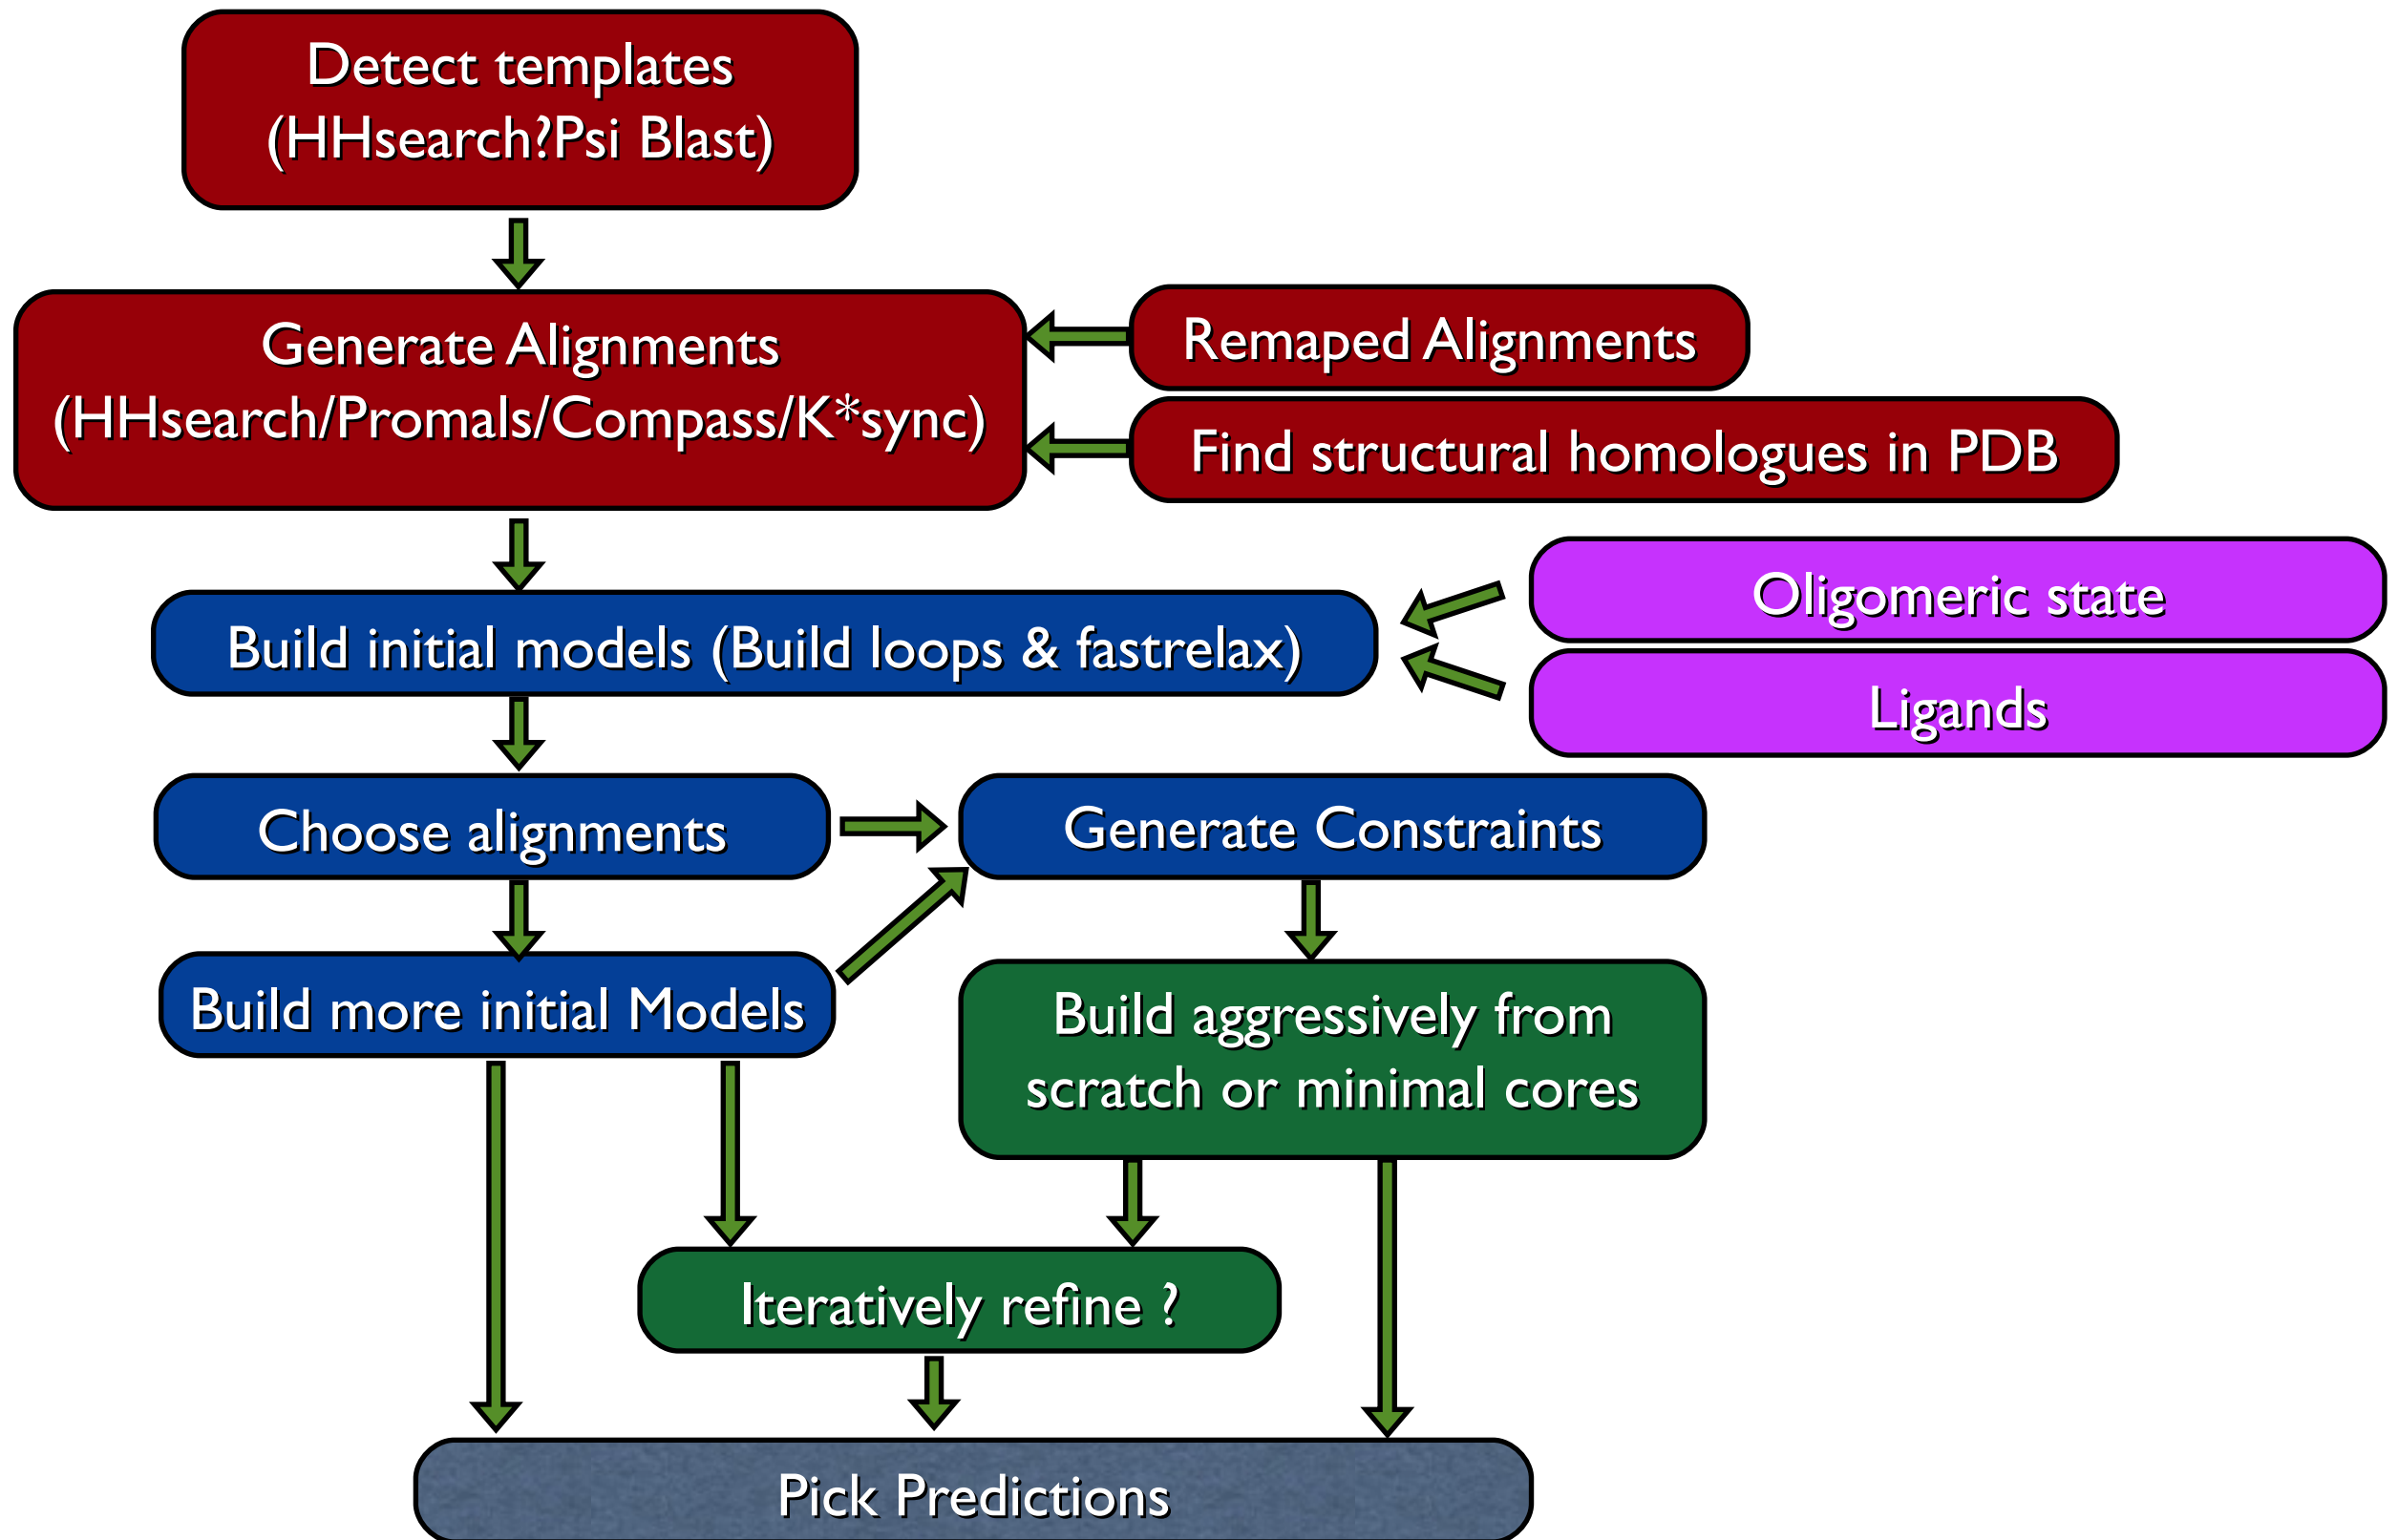 Detect templates
(HHsearch?Psi Blast)
Generate Alignments
(HHsearch/Promals/Compass/K*sync)
Remaped Alignments
Find structural homologues in PDB
Oligomeric state
Build initial models (Build loops & fastrelax)
Ligands
Choose alignments
Generate Constraints
Build more initial Models
Build aggressively from
scratch or minimal cores
Iteratively refine ?
Pick Predictions